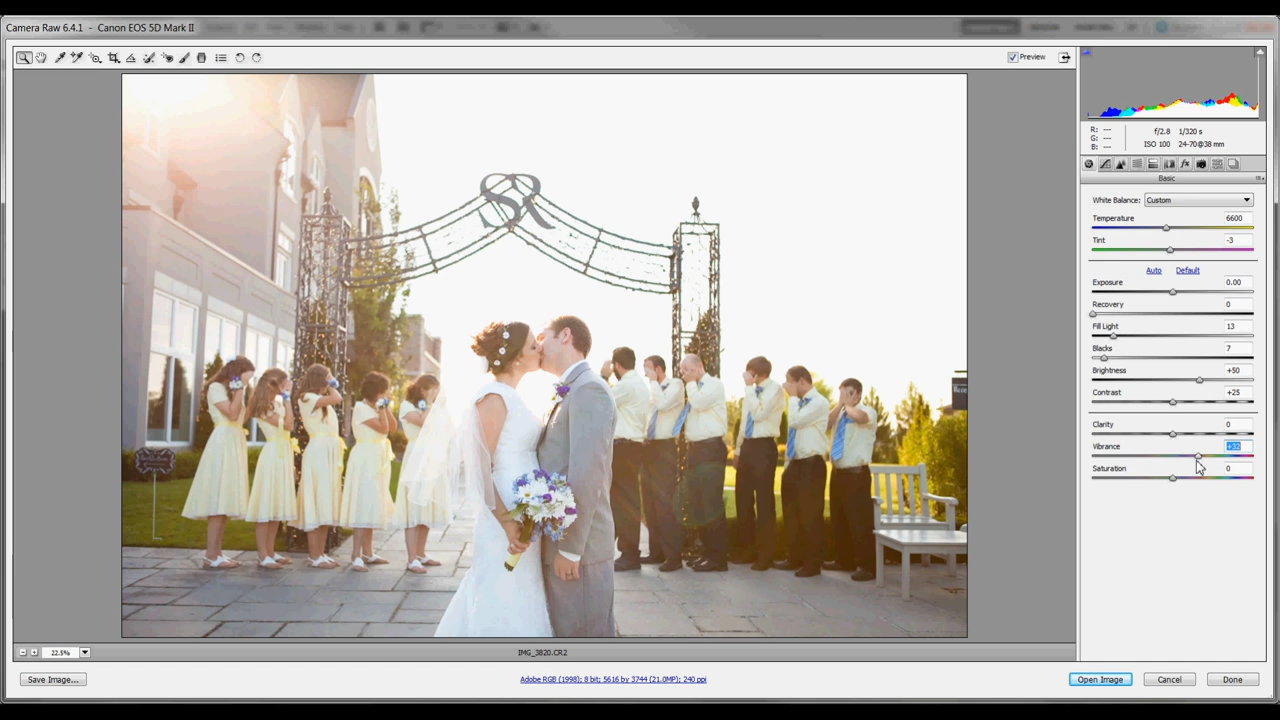 Camera Raw 6.4.1 - Canon EOS 5D Mark II
Preview
R: ---
G: ---
B: ---
f/2.8 1/320 s
ISO 100 24-70@38 mm
Basic
White Balance: Custom
Temperature 6600
Tint -3
Auto Default
Exposure 0.00
Recovery 0
Fill Light 13
Blacks 7
Brightness +50
Contrast +25
Clarity 0
Vibrance +32
Saturation 0
SR
22.5%
IMG_3820.CR2
Save Image...
Adobe RGB (1998); 8 bit; 5616 by 3744 (21.0MP); 240 ppi
Open Image
Cancel
Done